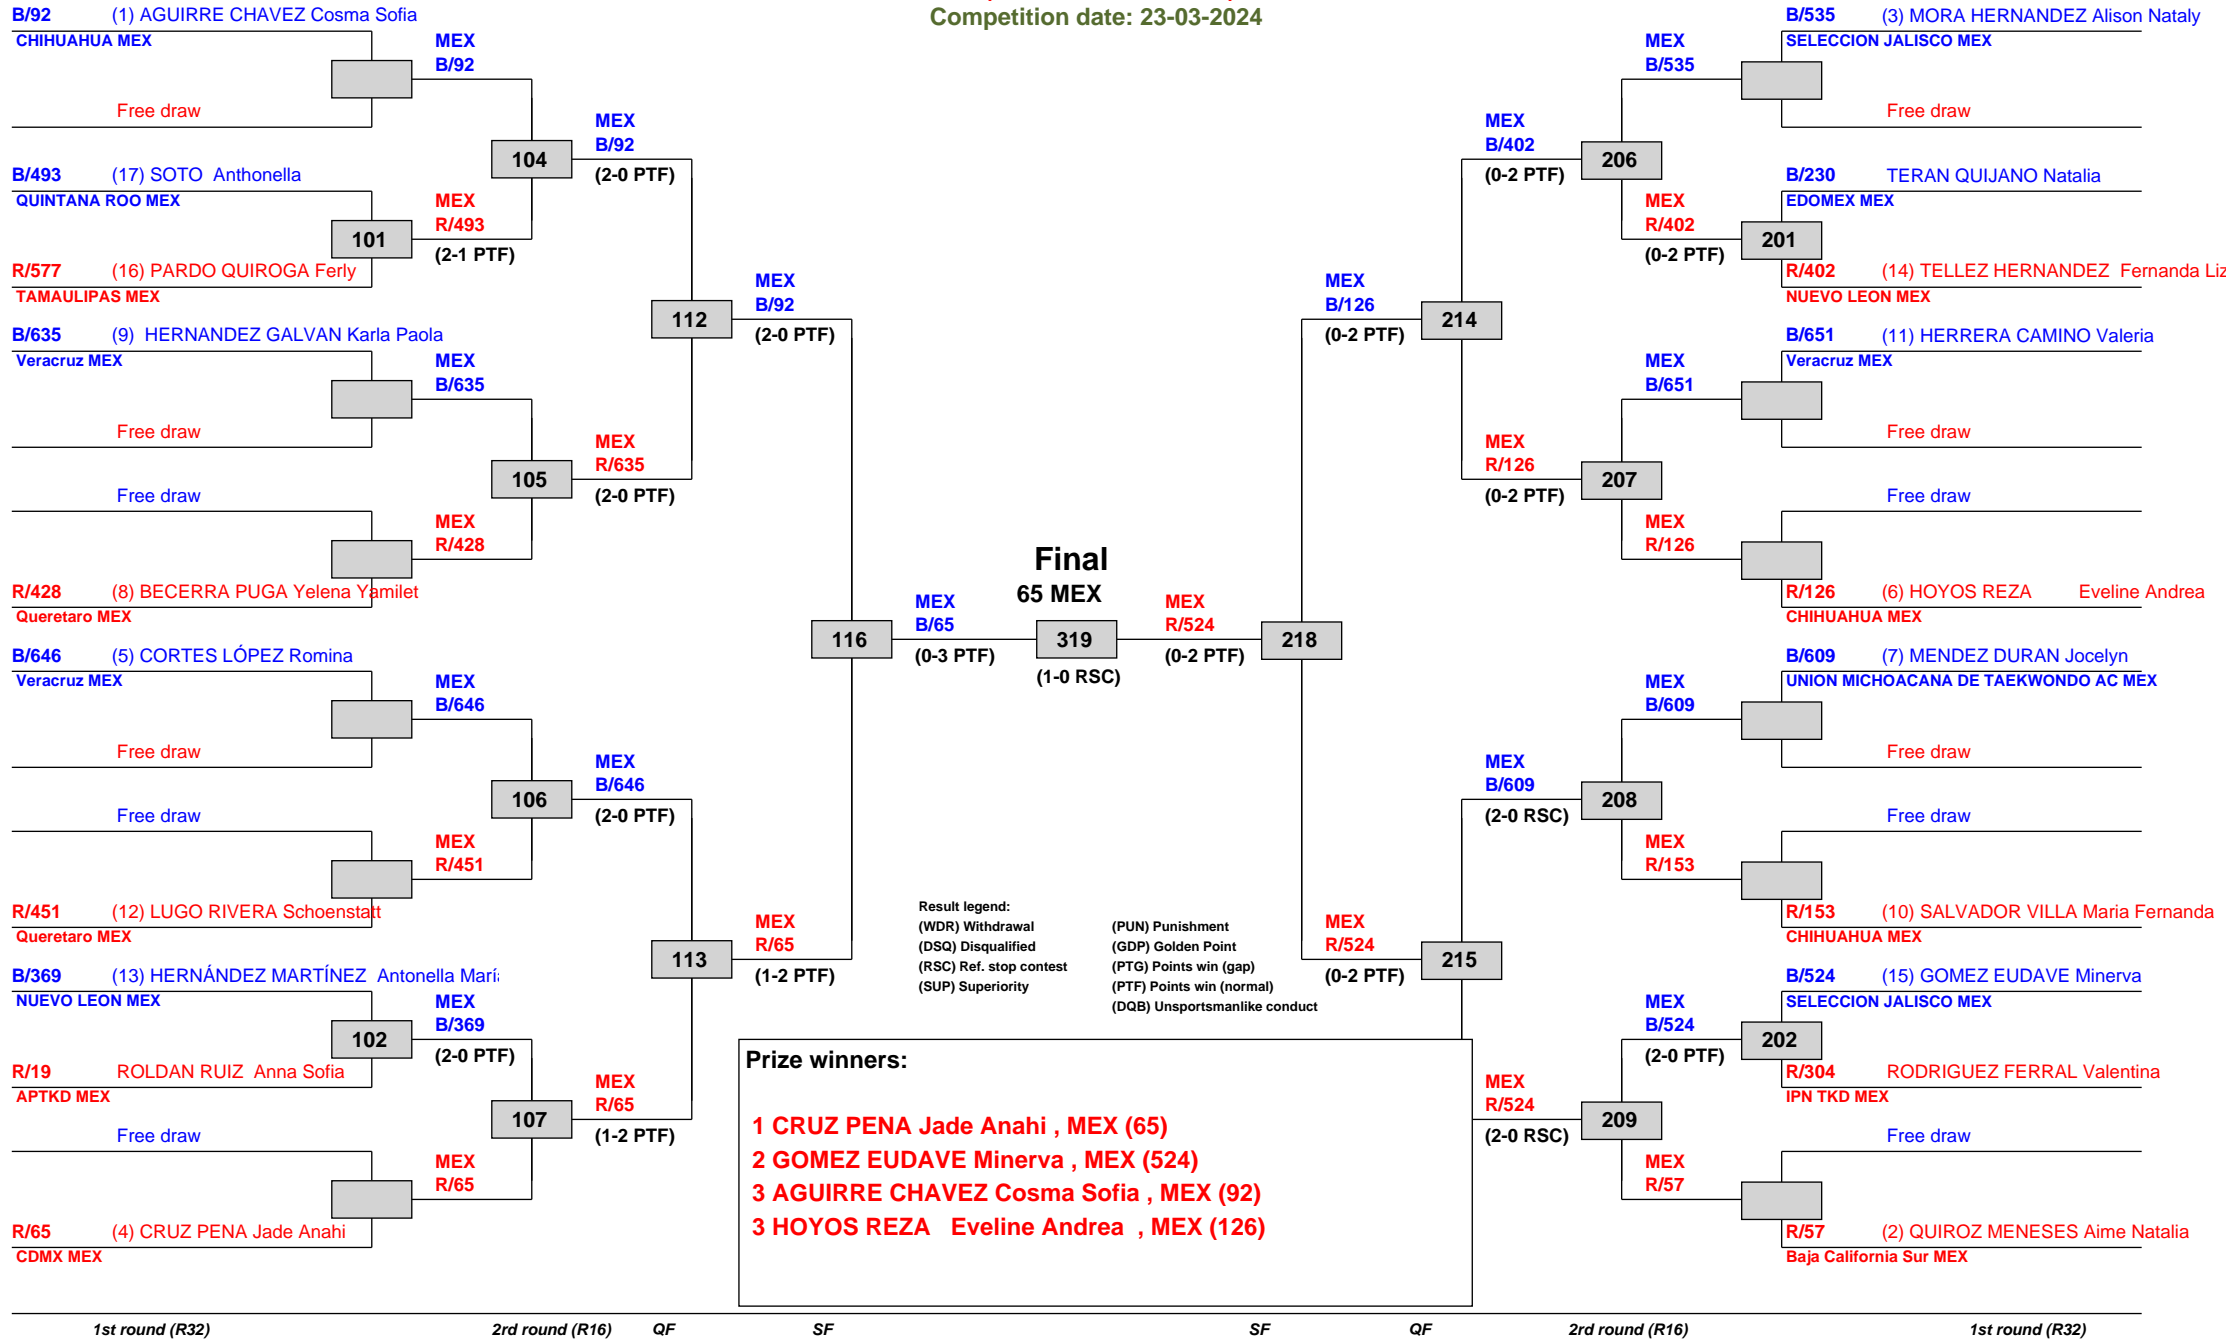 Competition date: 23-03-2024
B/92 (1) AGUIRRE CHAVEZ Cosma Sofia
CHIHUAHUA MEX
MEX
B/92
Free draw
MEX
B/92
104
(2-0 PTF)
B/493 (17) SOTO Anthonella
QUINTANA ROO MEX
MEX
R/493
101
(2-1 PTF)
R/577 (16) PARDO QUIROGA Ferly
TAMAULIPAS MEX
MEX
B/92
112
(2-0 PTF)
B/635 (9) HERNANDEZ GALVAN Karla Paola
Veracruz MEX
MEX
B/635
Free draw
MEX
R/635
105
(2-0 PTF)
Free draw
MEX
R/428
R/428 (8) BECERRA PUGA Yelena Yamilet
Queretaro MEX
116
MEX
B/65
(0-3 PTF)
B/646 (5) CORTES LÓPEZ Romina
Veracruz MEX
MEX
B/646
Free draw
MEX
B/646
106
(2-0 PTF)
Free draw
MEX
R/451
R/451 (12) LUGO RIVERA Schoenstatt
Queretaro MEX
MEX
R/65
113
(1-2 PTF)
B/369 (13) HERNÁNDEZ MARTÍNEZ Antonella Marí
NUEVO LEON MEX
MEX
B/369
102
(2-0 PTF)
R/19 ROLDAN RUIZ Anna Sofia
APTKD MEX
MEX
R/65
107
(1-2 PTF)
Free draw
MEX
R/65
R/65 (4) CRUZ PENA Jade Anahi
CDMX MEX
Final
65 MEX
319
(1-0 RSC)
MEX
R/524
218
(0-2 PTF)
B/535 (3) MORA HERNANDEZ Alison Nataly
SELECCION JALISCO MEX
MEX
B/535
Free draw
MEX
B/402
206
(0-2 PTF)
B/230 TERAN QUIJANO Natalia
EDOMEX MEX
MEX
R/402
201
(0-2 PTF)
R/402 (14) TELLEZ HERNANDEZ Fernanda Liz
NUEVO LEON MEX
MEX
B/126
214
(0-2 PTF)
B/651 (11) HERRERA CAMINO Valeria
Veracruz MEX
MEX
B/651
Free draw
MEX
R/126
207
(0-2 PTF)
Free draw
MEX
R/126
R/126 (6) HOYOS REZA Eveline Andrea
CHIHUAHUA MEX
B/609 (7) MENDEZ DURAN Jocelyn
UNION MICHOACANA DE TAEKWONDO AC MEX
MEX
B/609
Free draw
MEX
B/609
208
(2-0 RSC)
Free draw
MEX
R/153
R/153 (10) SALVADOR VILLA Maria Fernanda
CHIHUAHUA MEX
MEX
R/524
215
(0-2 PTF)
B/524 (15) GOMEZ EUDAVE Minerva
SELECCION JALISCO MEX
MEX
B/524
202
(2-0 PTF)
R/304 RODRIGUEZ FERRAL Valentina
IPN TKD MEX
MEX
R/524
209
(2-0 RSC)
Free draw
MEX
R/57
R/57 (2) QUIROZ MENESES Aime Natalia
Baja California Sur MEX
Result legend:
(WDR) Withdrawal
(DSQ) Disqualified
(RSC) Ref. stop contest
(SUP) Superiority
(PUN) Punishment
(GDP) Golden Point
(PTG) Points win (gap)
(PTF) Points win (normal)
(DQB) Unsportsmanlike conduct
Prize winners:
1 CRUZ PENA Jade Anahi , MEX (65)
2 GOMEZ EUDAVE Minerva , MEX (524)
3 AGUIRRE CHAVEZ Cosma Sofia , MEX (92)
3 HOYOS REZA Eveline Andrea , MEX (126)
1st round (R32) 2rd round (R16) QF SF SF QF 2rd round (R16) 1st round (R32)